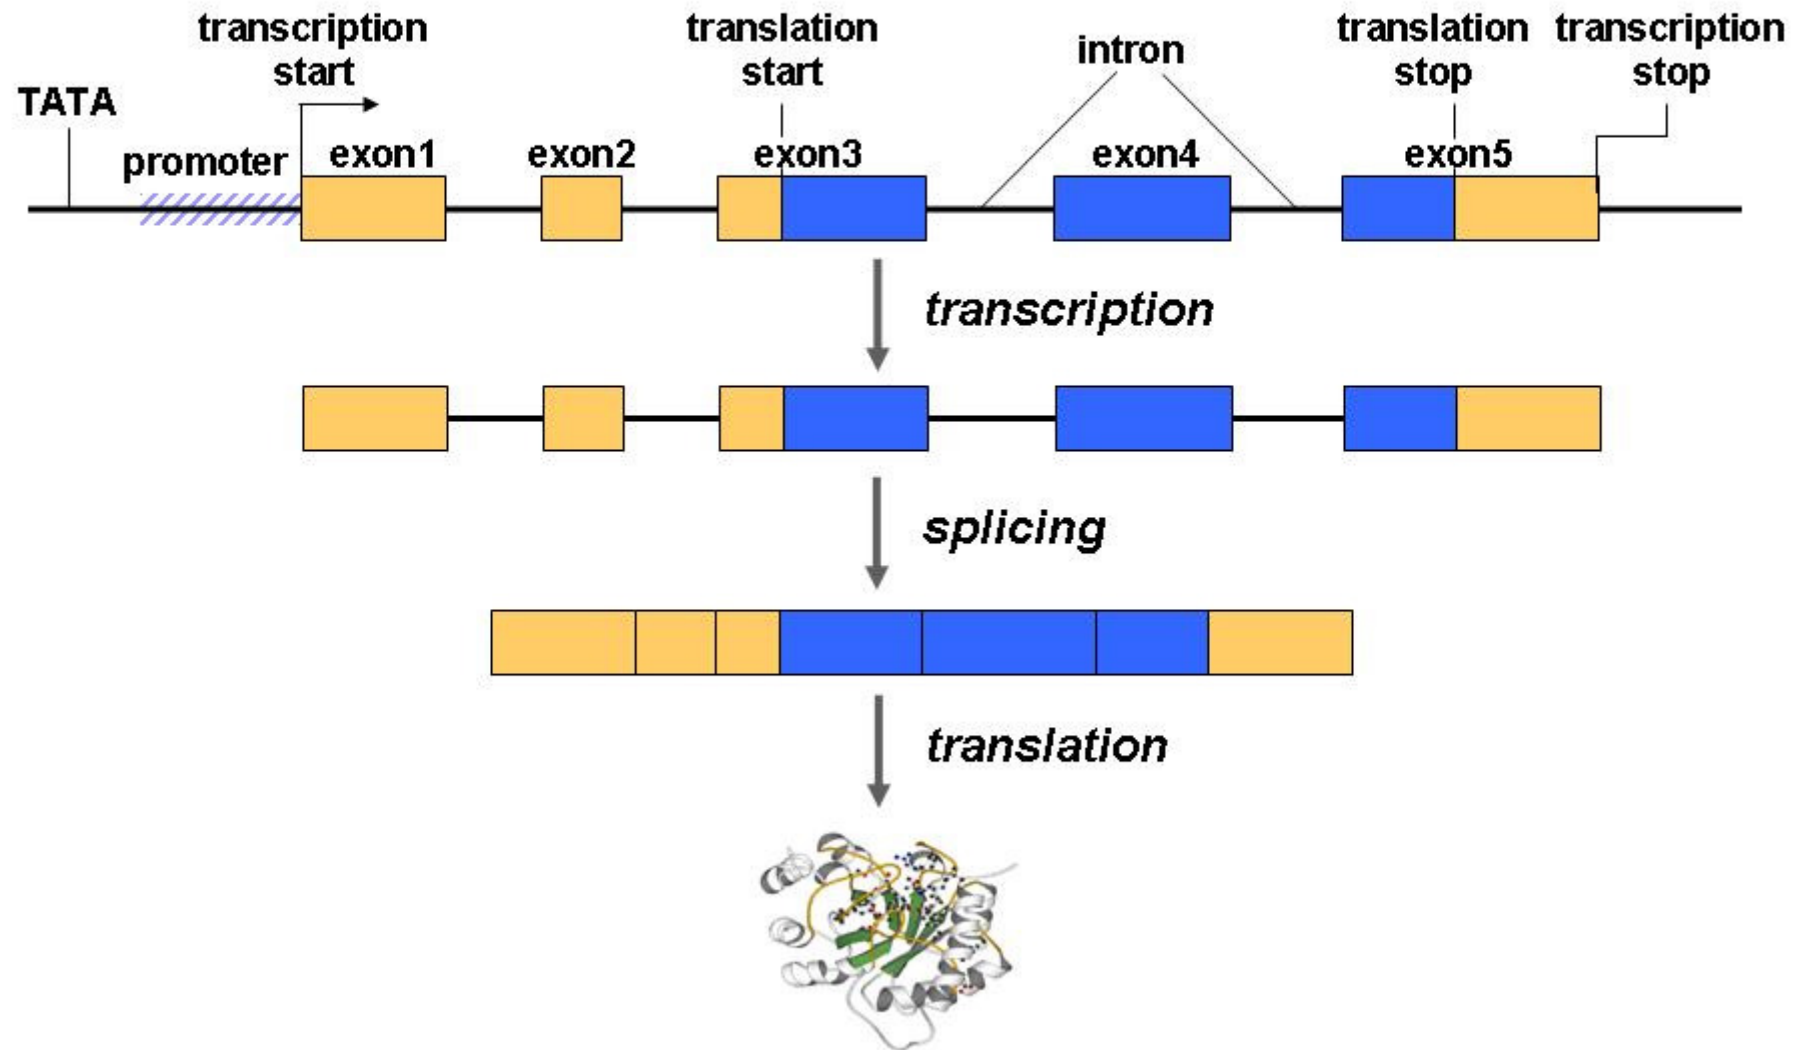 transcription
start
translation
start
intron
translation
stop
transcription
stop
TATA
promoter
exon1
exon2
exon3
exon4
exon5
transcription
splicing
translation